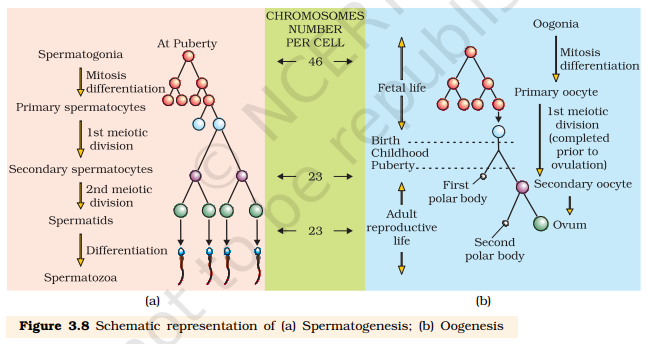 At Puberty
Spermatogonia
Mitosis
differentiation
Primary spermatocytes
1st meiotic
division
Secondary spermatocytes
2nd meiotic
division
Spermatids
Differentiation
Spermatozoa
(a)
CHROMOSOMES
NUMBER
PER CELL
46
23
23
Fetal life
Birth
Childhood
Puberty
Adult
reproductive
life
First
polar body
Second
polar body
Oogonia
Mitosis
differentiation
Primary oocyte
1st meiotic
division
(completed
prior to
ovulation)
Secondary oocyte
Ovum
(b)
Figure 3.8 Schematic representation of (a) Spermatogenesis; (b) Oogenesis
© NCERT
not to be republis